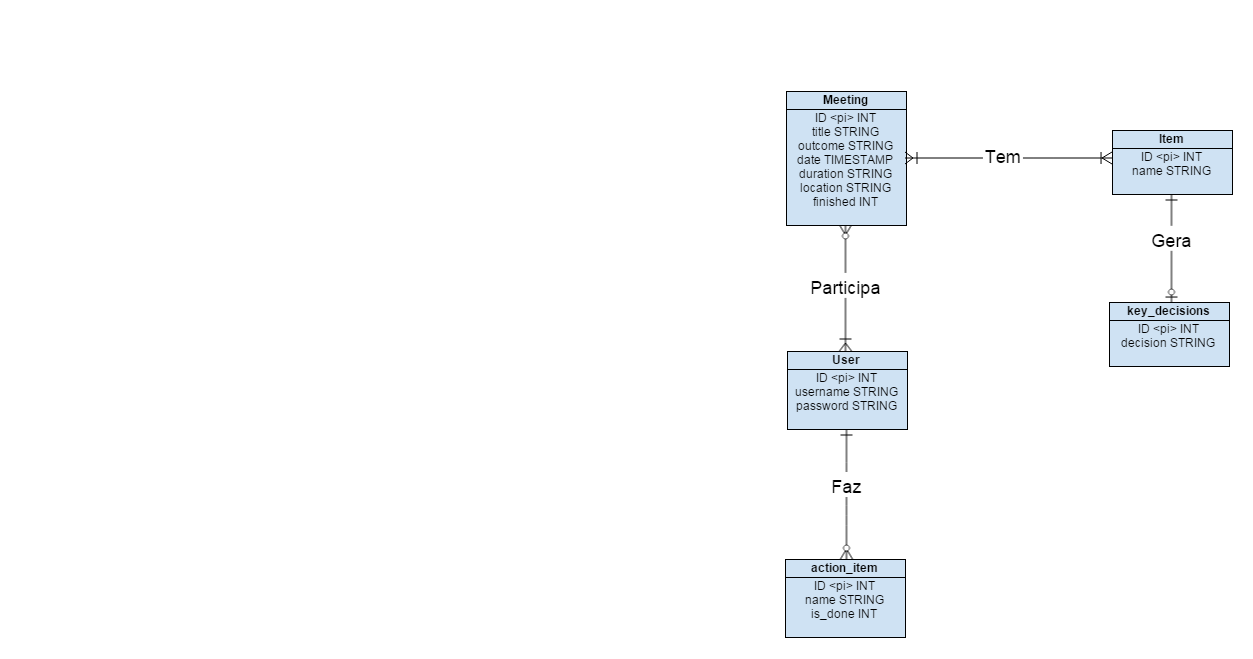 Meeting
ID <pi> INT
title STRING
outcome STRING
date TIMESTAMP
duration STRING
location STRING
finished INT
Tem
Item
ID <pi> INT
name STRING
Gera
key_decisions
ID <pi> INT
decision STRING
Participa
User
ID <pi> INT
username STRING
password STRING
Faz
action_item
ID <pi> INT
name STRING
is_done INT